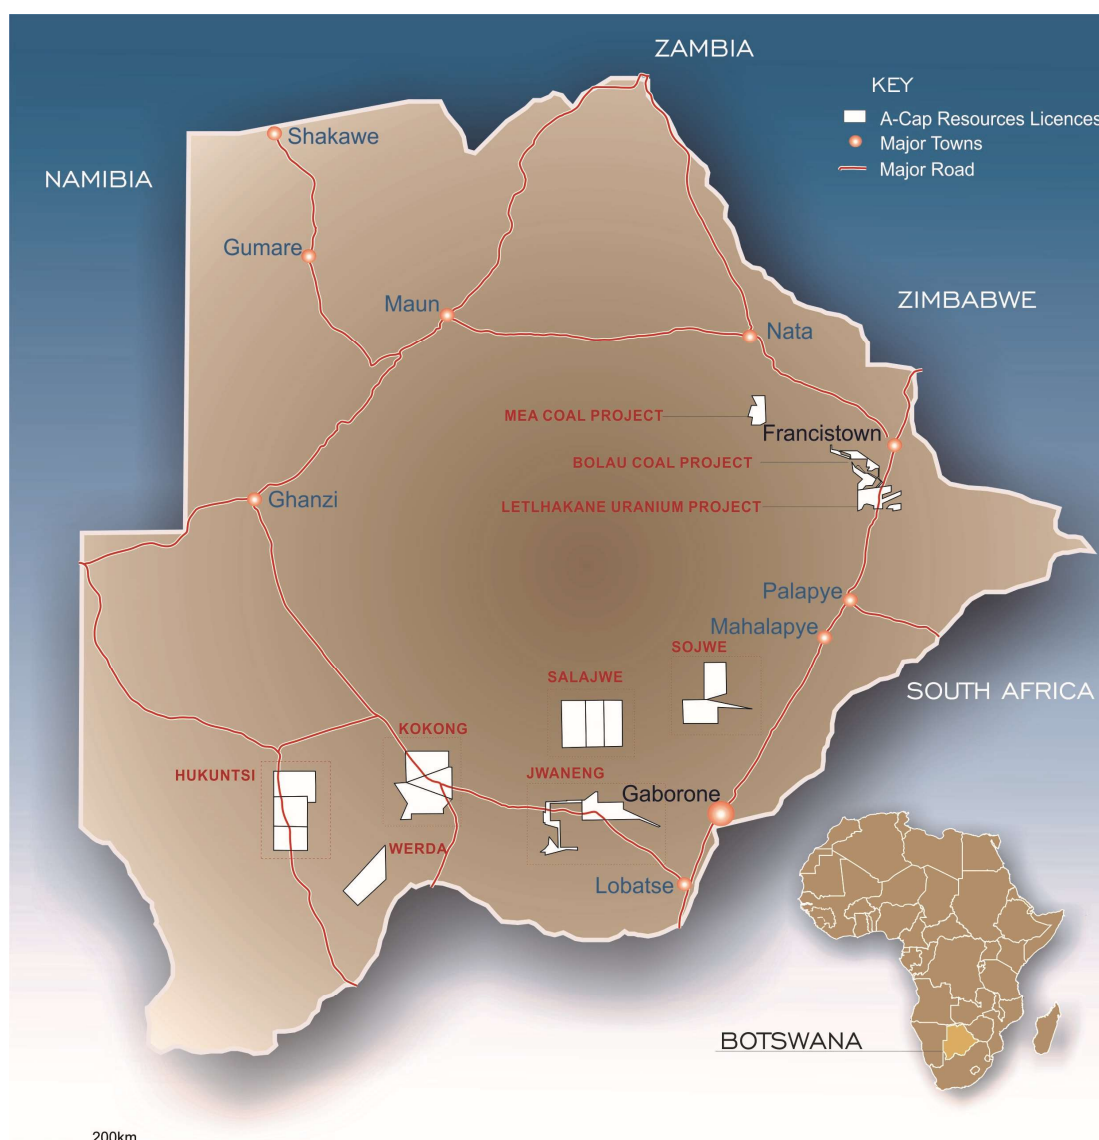 ZAMBIA
KEY
A-Cap Resources Licences
Major Towns
Major Road
Shakawe
NAMIBIA
Gumare
Maun
ZIMBABWE
Nata
MEA COAL PROJECT
Francistown
BOLAU COAL PROJECT
Ghanzi
LETLHAKANE URANIUM PROJECT
Palapye
Mahalapye
SOJWE
SALAJWE
SOUTH AFRICA
KOKONG
HUKUNTSI
JWANENG
Gaborone
WERDA
Lobatse
BOTSWANA
200km